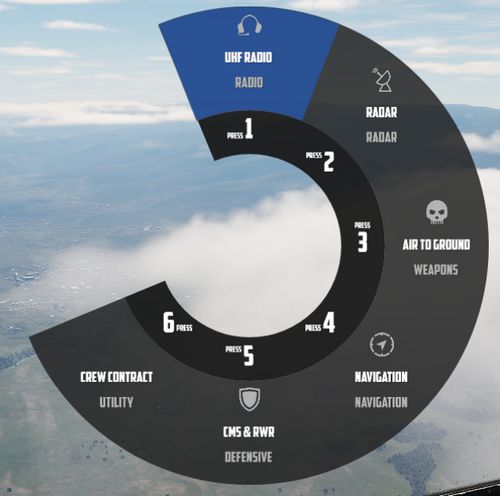 UHF RADIO
RADIO
PRESS 1
RADAR
RADAR
PRESS 2
AIR TO GROUND
WEAPONS
PRESS
3
NAVIGATION
NAVIGATION
PRESS 4
CMS & RWR
DEFENSIVE
PRESS 5
CREW CONTRACT
UTILITY
6 PRESS